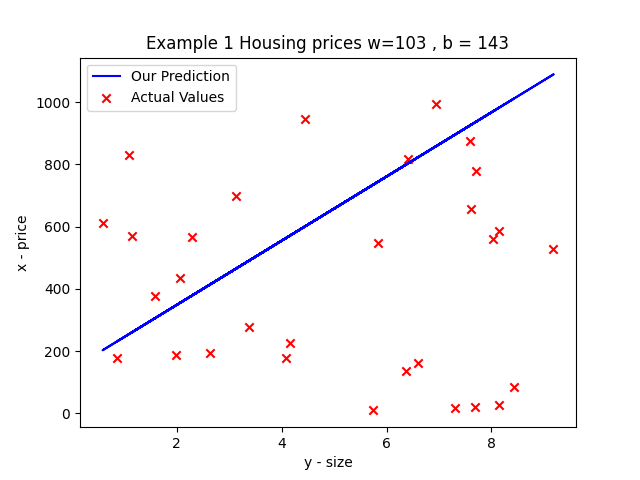 Example 1 Housing prices w=103 , b = 143
Our Prediction
Actual Values
x - price
1000
800
600
400
200
0
2 4 6 8
y - size